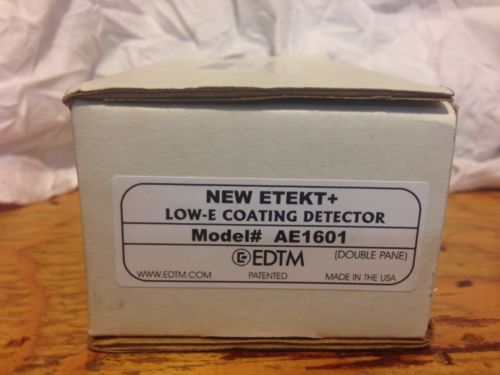 NEW ETEKT+
LOW-E COATING DETECTOR
Model# AE1601
EDTM (DOUBLE PANE)
WWW.EDTM.COM PATENTED MADE IN THE USA